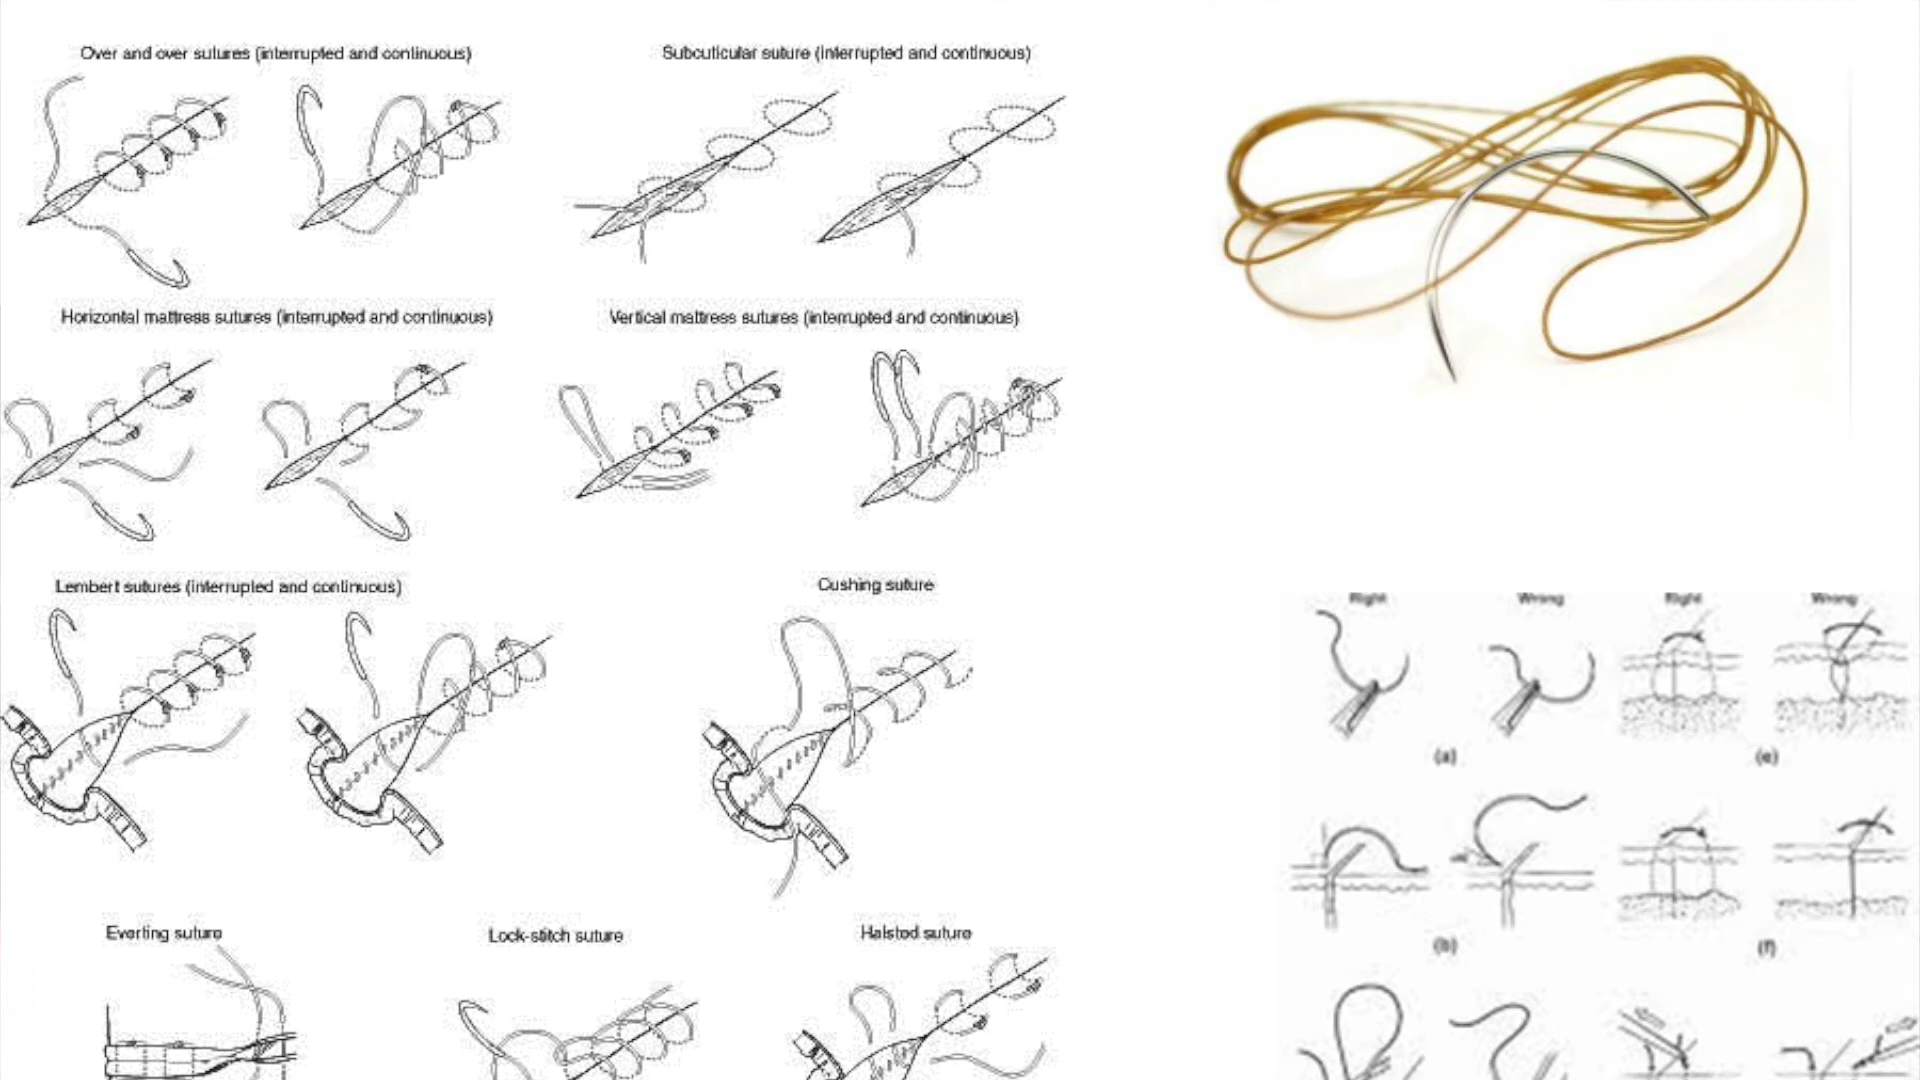 Over and over sutures (interrupted and continuous)
Subcuticular suture (interrupted and continuous)
Horizontal mattress sutures (interrupted and continuous)
Vertical mattress sutures (interrupted and continuous)
Lembert sutures (interrupted and continuous)
Cushing suture
Everting suture
Lock-stitch suture
Halsted suture
Right
Wrong
Right
Wrong
(a)
(e)
(b)
(f)